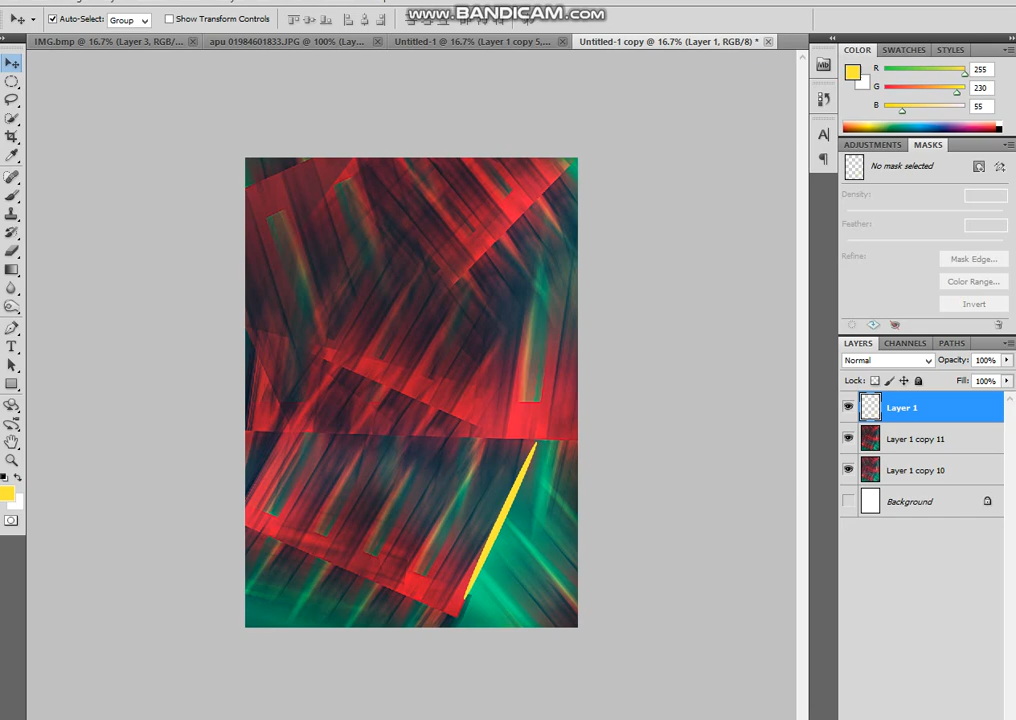 www.BANDICAM.com
Auto-Select: Group Show Transform Controls
IMG.bmp @ 16.7% (Layer 3, RGB/... apu 01984601833.JPG @ 100% (Lay... Untitled-1 @ 16.7% (Layer 1 copy 5,... Untitled-1 copy @ 16.7% (Layer 1, RGB/8) *
COLOR SWATCHES STYLES
R 255
G 230
B 55
Mb
A
ADJUSTMENTS MASKS
No mask selected
Density:
Feather:
Refine: Mask Edge...
Color Range...
Invert
LAYERS CHANNELS PATHS
Normal Opacity: 100%
Lock: Fill: 100%
Layer 1
Layer 1 copy 11
Layer 1 copy 10
Background
T